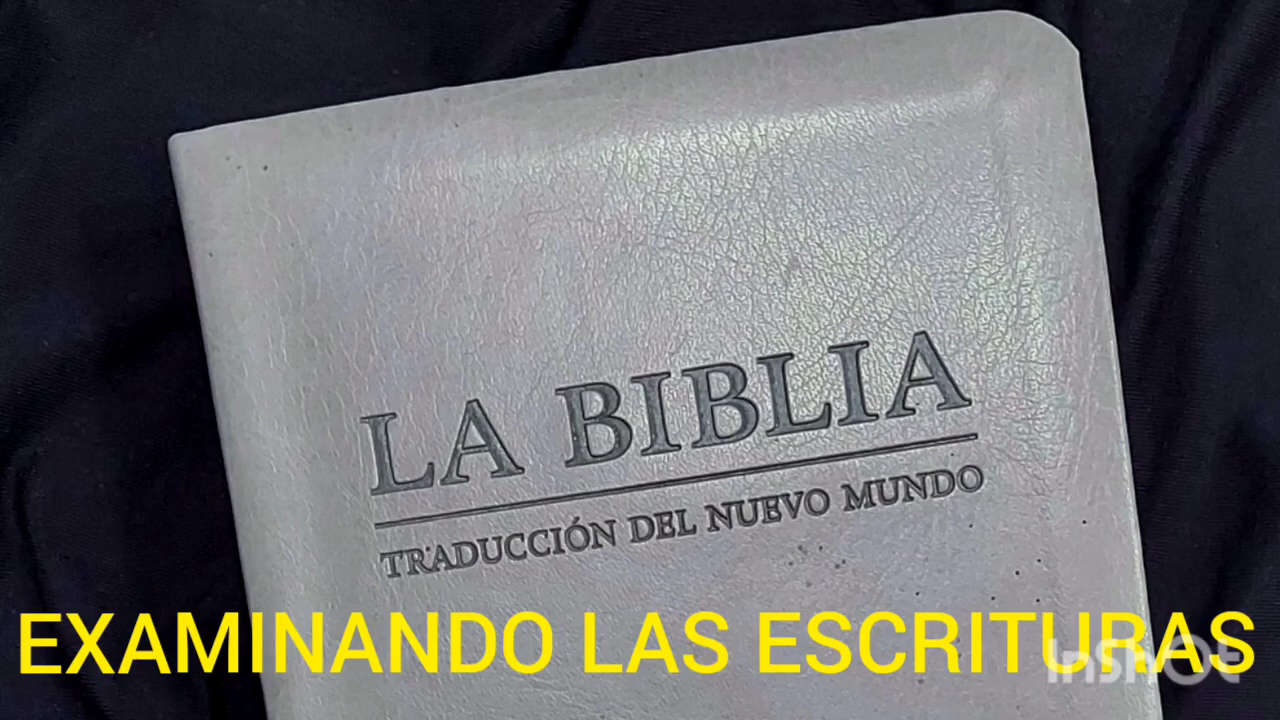 LA BIBLIA
TRADUCCIÓN DEL NUEVO MUNDO
EXAMINANDO LAS ESCRITURAS
InShOt